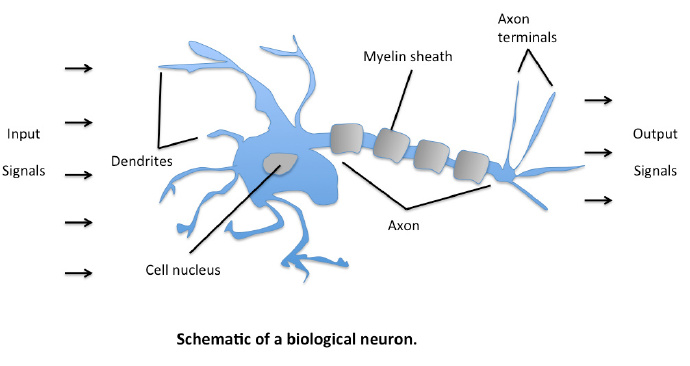 Axon
terminals
Myelin sheath
Input
Signals
Dendrites
Output
Signals
Axon
Cell nucleus
Schematic of a biological neuron.